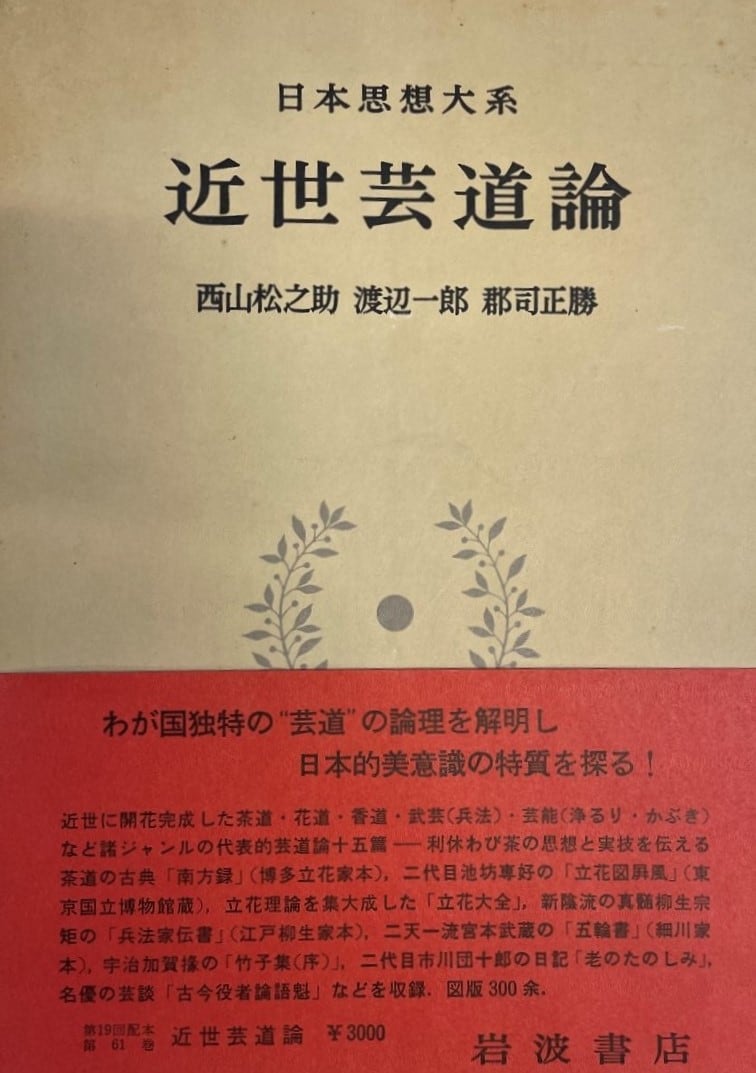 日本思想大系
近世芸道論
西山松之助 渡辺一郎 郡司正勝
わが国独特の“芸道”の論理を解明し
日本的美意識の特質を探る!
近世に開花完成した茶道・花道・香道・武芸(兵法)・芸能(浄るり・かぶき)
など諸ジャンルの代表的芸道論十五篇――利休わび茶の思想と実技を伝える
茶道の古典「南方録」(博多立花家本),二代目池坊専好の「立花図屛風」(東
京国立博物館蔵),立花理論を集大成した「立花大全」,新陰流の真髄柳生宗
矩の「兵法家伝書」(江戸柳生家本),二天一流宮本武蔵の「五輪書」(細川家
本),宇治加賀掾の「竹子集(序)」,二代目市川団十郎の日記「老のたのしみ」,
名優の芸談「古今役者論語魁」などを収録.図版300余.
第19回配本
第61巻
近世芸道論 ¥3000
岩波書店